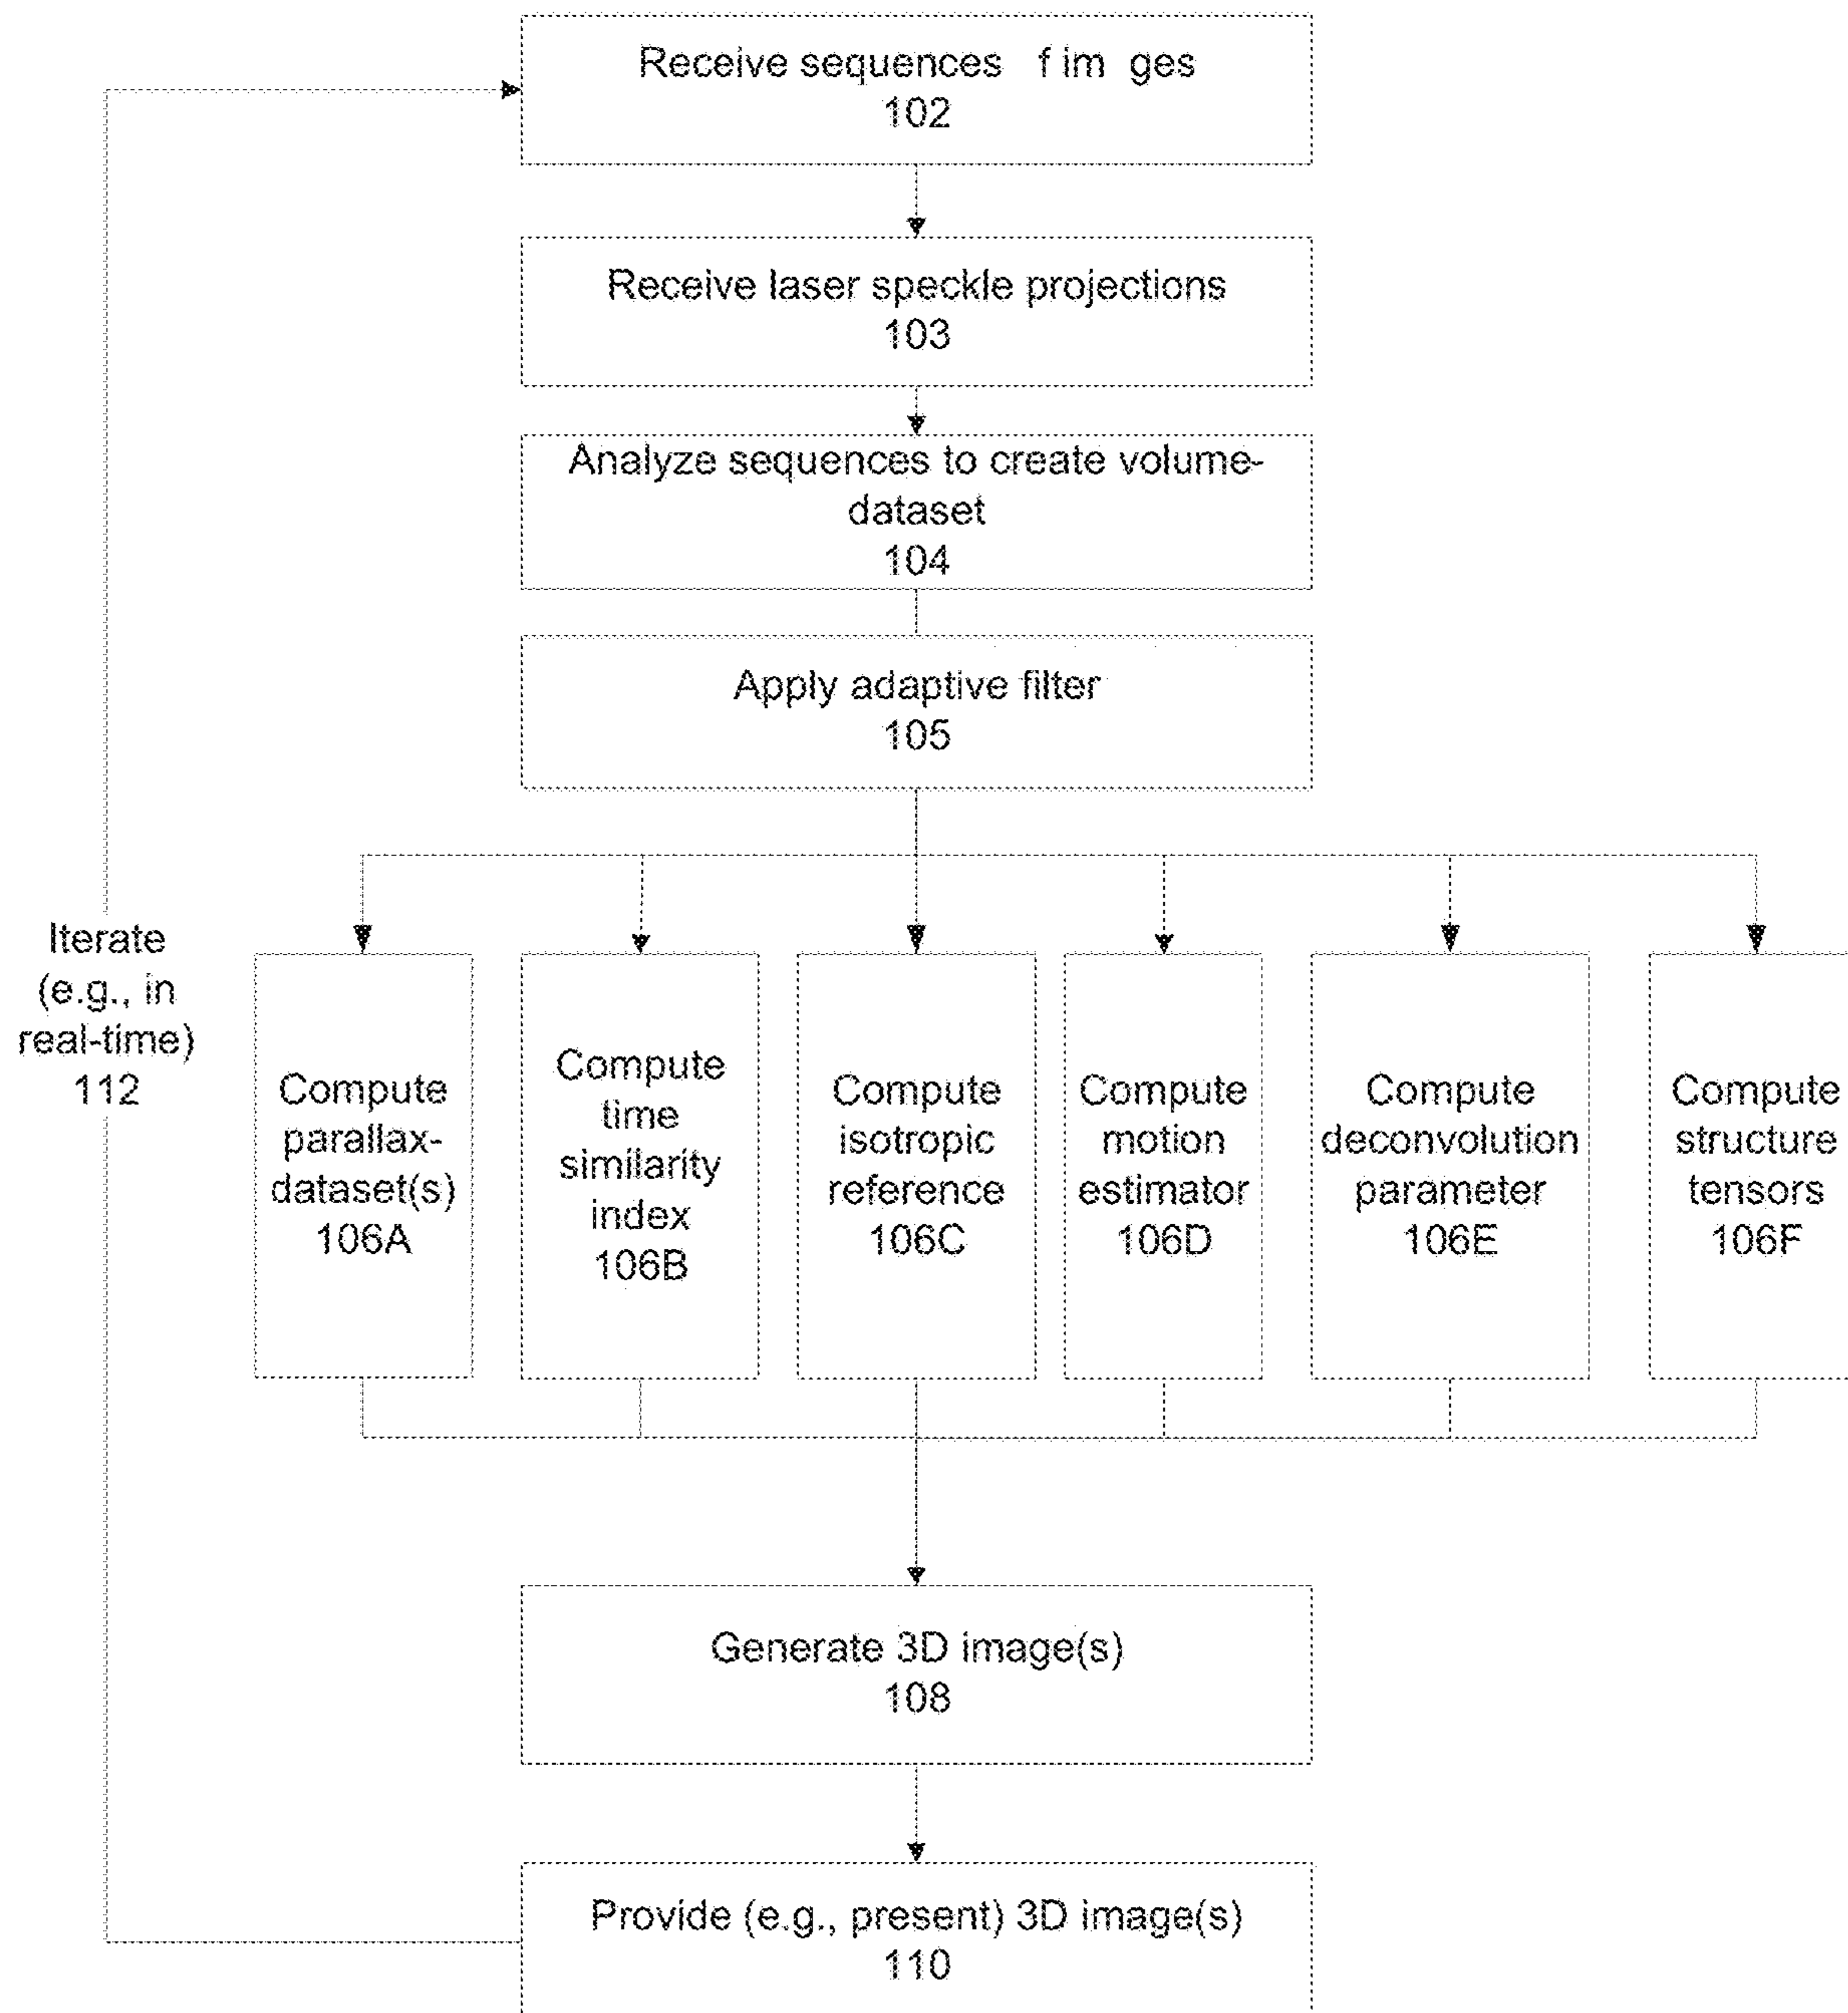 Receive sequences f im ges
102
Receive laser speckle projections
103
Analyze sequences to create volume-
dataset
104
Apply adaptive filter
105
Iterate
(e.g., in
real-time)
112
Compute
parallax-
dataset(s)
106A
Compute
time
similarity
index
106B
Compute
isotropic
reference
106C
Compute
motion
estimator
106D
Compute
deconvolution
parameter
106E
Compute
structure
tensors
106F
Generate 3D image(s)
108
Provide (e.g., present) 3D image(s)
110